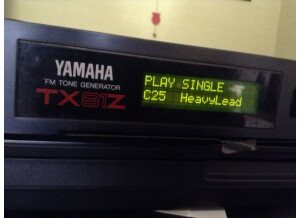 YAMAHA
FM TONE GENERATOR
TX81Z
PLAY SINGLE
C25 HeavyLead